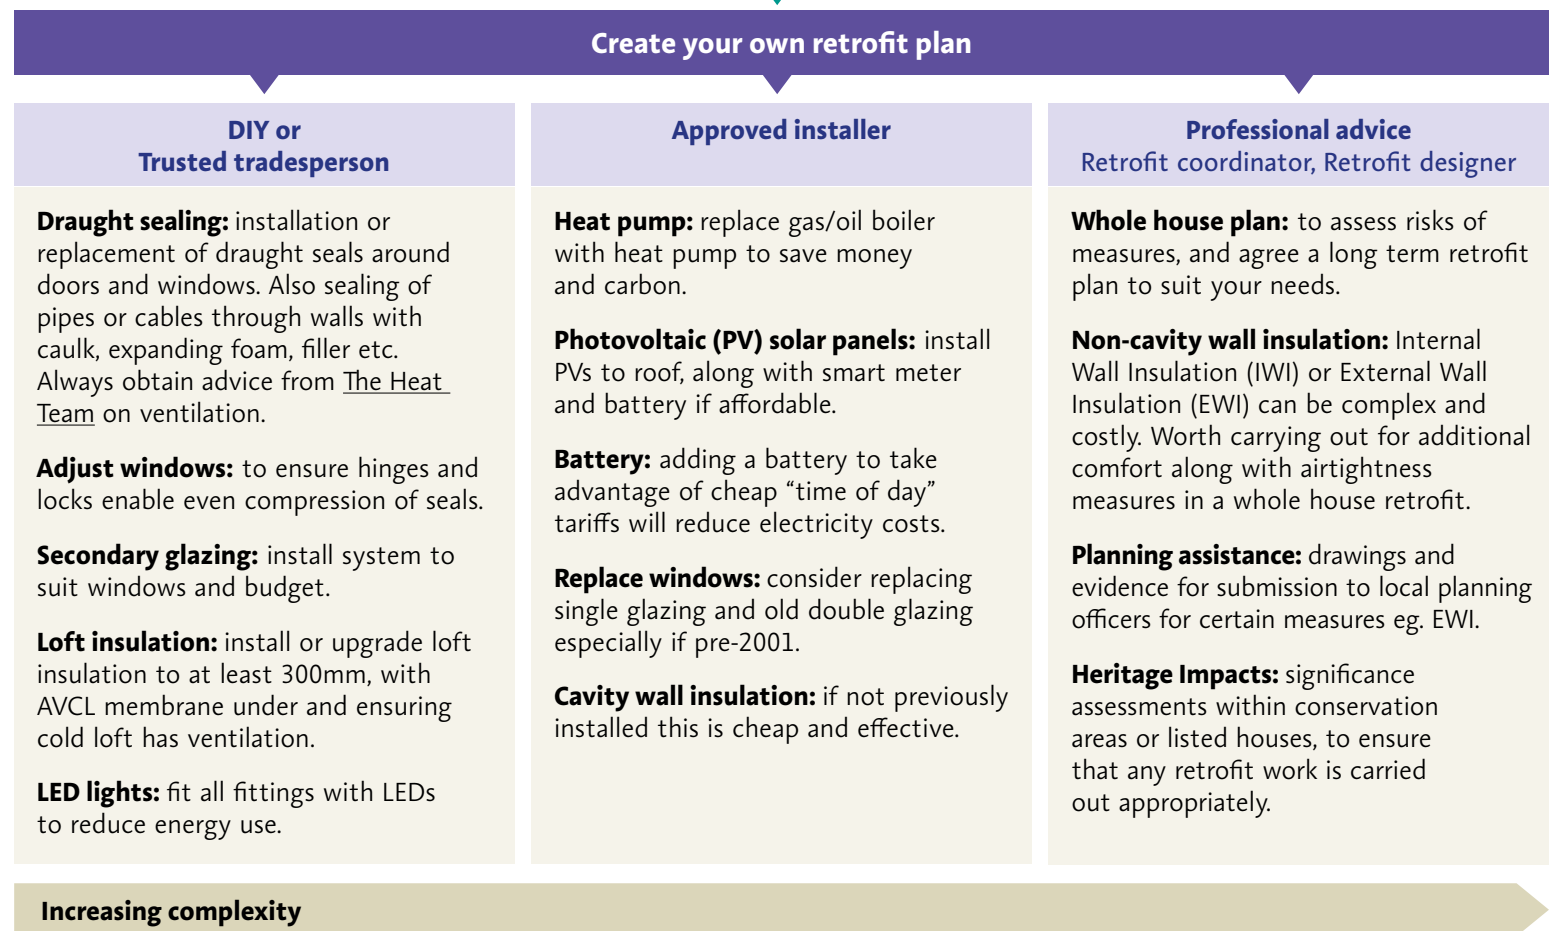 Create your own retrofit plan
DIY or
Trusted tradesperson
Draught sealing: installation or
replacement of draught seals around
doors and windows. Also sealing of
pipes or cables through walls with
caulk, expanding foam, filler etc.
Always obtain advice from The Heat
Team on ventilation.
Adjust windows: to ensure hinges and
locks enable even compression of seals.
Secondary glazing: install system to
suit windows and budget.
Loft insulation: install or upgrade loft
insulation to at least 300mm, with
AVCL membrane under and ensuring
cold loft has ventilation.
LED lights: fit all fittings with LEDs
to reduce energy use.
Approved installer
Heat pump: replace gas/oil boiler
with heat pump to save money
and carbon.
Photovoltaic (PV) solar panels: install
PVs to roof, along with smart meter
and battery if affordable.
Battery: adding a battery to take
advantage of cheap “time of day”
tariffs will reduce electricity costs.
Replace windows: consider replacing
single glazing and old double glazing
especially if pre-2001.
Cavity wall insulation: if not previously
installed this is cheap and effective.
Professional advice
Retrofit coordinator, Retrofit designer
Whole house plan: to assess risks of
measures, and agree a long term retrofit
plan to suit your needs.
Non-cavity wall insulation: Internal
Wall Insulation (IWI) or External Wall
Insulation (EWI) can be complex and
costly. Worth carrying out for additional
comfort along with airtightness
measures in a whole house retrofit.
Planning assistance: drawings and
evidence for submission to local planning
officers for certain measures eg. EWI.
Heritage Impacts: significance
assessments within conservation
areas or listed houses, to ensure
that any retrofit work is carried
out appropriately.
Increasing complexity